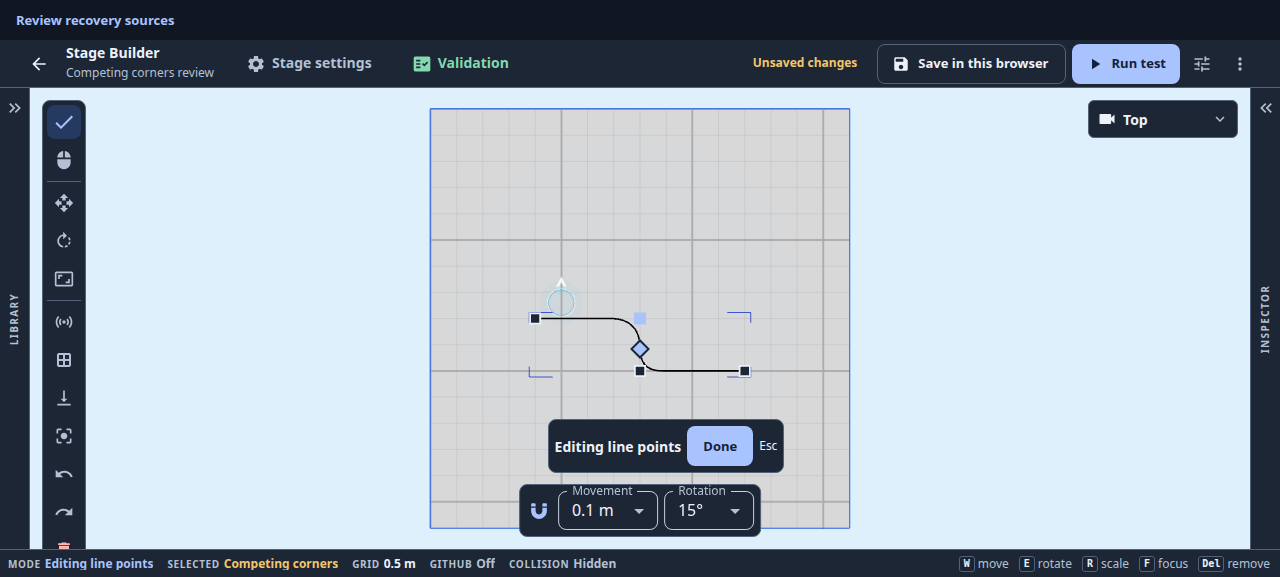 Review recovery sources
Stage Builder
Competing corners review
Stage settings
Validation
Unsaved changes
Save in this browser
Run test
Top
LIBRARY
INSPECTOR
Editing line points
Done
Esc
Movement
0.1 m
Rotation
15°
MODE Editing line points
SELECTED Competing corners
GRID 0.5 m
GITHUB Off
COLLISION Hidden
W move
E rotate
R scale
F focus
Del remove